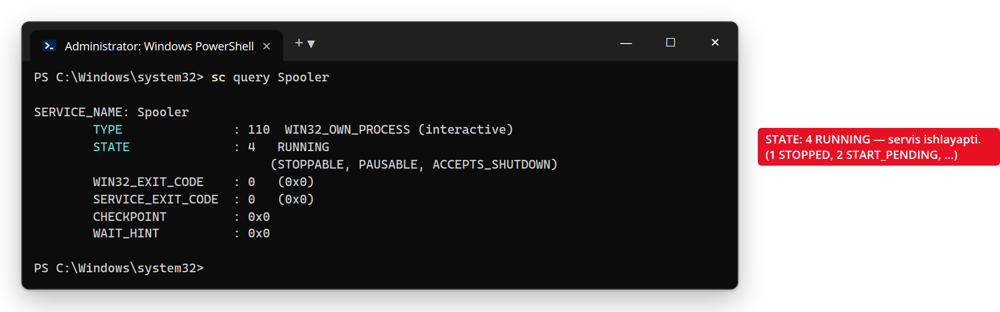 Administrator: Windows PowerShell
PS C:\Windows\system32> sc query Spooler
SERVICE_NAME: Spooler
TYPE : 110 WIN32_OWN_PROCESS (interactive)
STATE : 4 RUNNING
(STOPPABLE, PAUSABLE, ACCEPTS_SHUTDOWN)
WIN32_EXIT_CODE : 0 (0x0)
SERVICE_EXIT_CODE : 0 (0x0)
CHECKPOINT : 0x0
WAIT_HINT : 0x0
PS C:\Windows\system32>
STATE: 4 RUNNING — servis ishlayapti.
(1 STOPPED, 2 START_PENDING, ...)